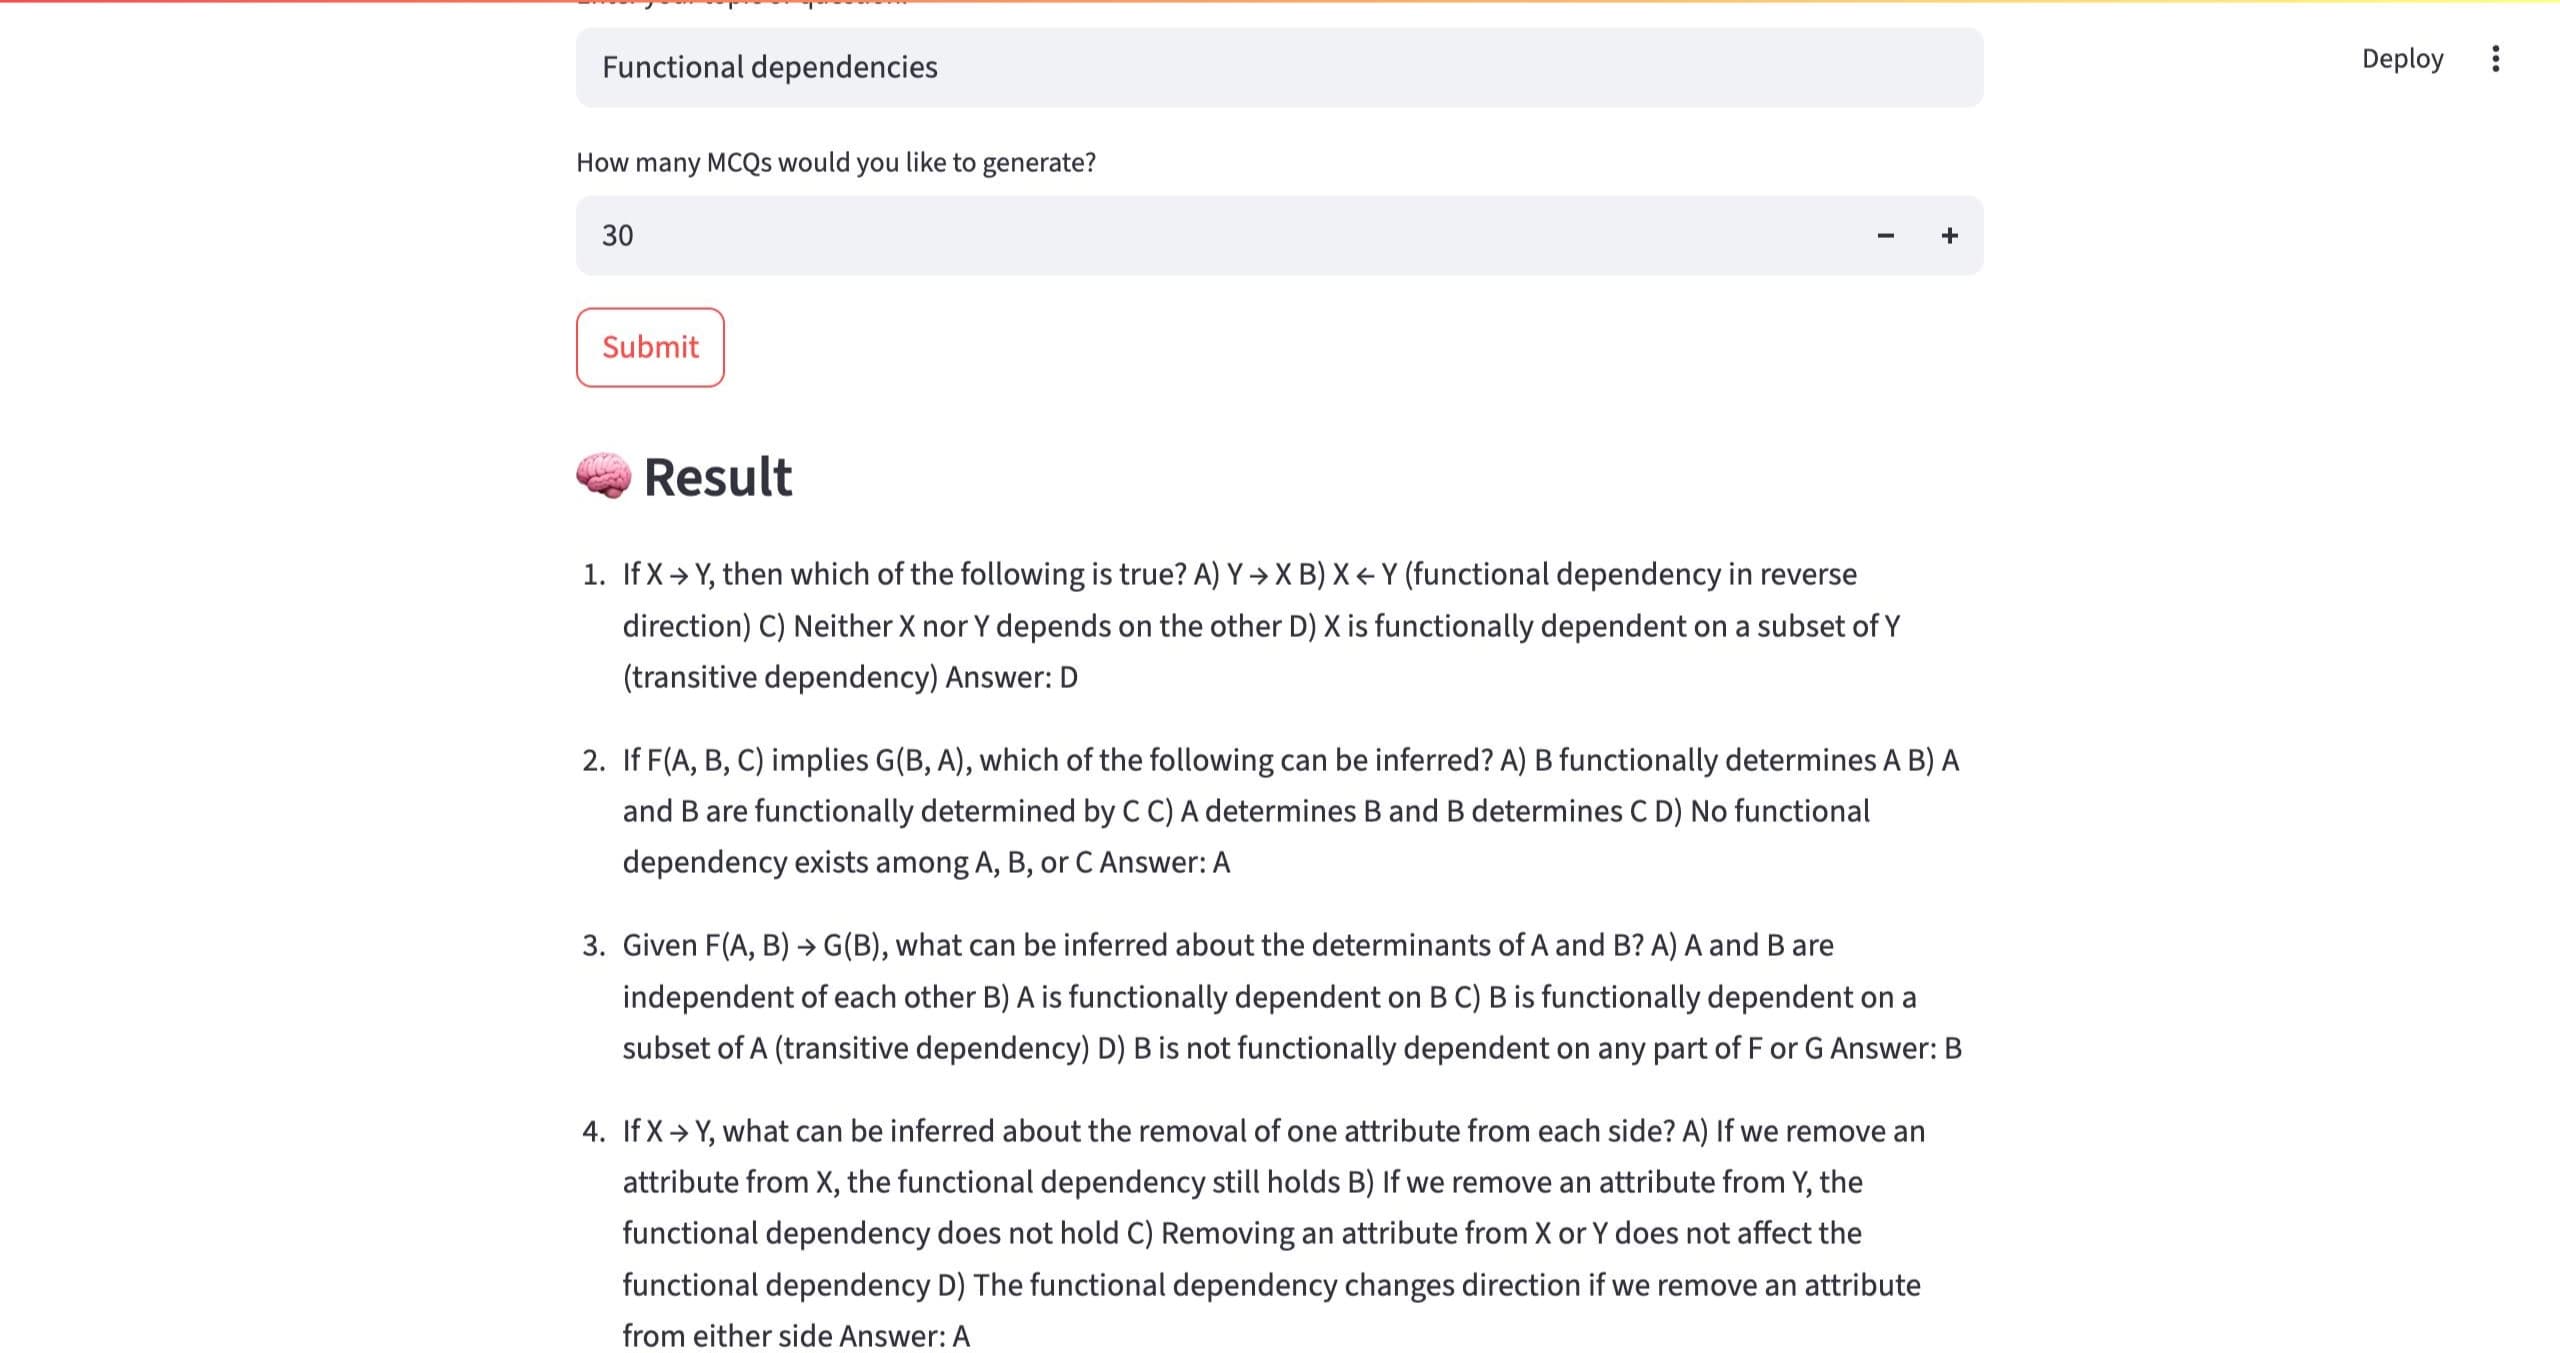 Functional dependencies
Deploy
How many MCQs would you like to generate?
30
Submit
Result
1. If X → Y, then which of the following is true? A) Y → X B) X ← Y (functional dependency in reverse
direction) C) Neither X nor Y depends on the other D) X is functionally dependent on a subset of Y
(transitive dependency) Answer: D
2. If F(A, B, C) implies G(B, A), which of the following can be inferred? A) B functionally determines A B) A
and B are functionally determined by C C) A determines B and B determines C D) No functional
dependency exists among A, B, or C Answer: A
3. Given F(A, B) → G(B), what can be inferred about the determinants of A and B? A) A and B are
independent of each other B) A is functionally dependent on B C) B is functionally dependent on a
subset of A (transitive dependency) D) B is not functionally dependent on any part of F or G Answer: B
4. If X → Y, what can be inferred about the removal of one attribute from each side? A) If we remove an
attribute from X, the functional dependency still holds B) If we remove an attribute from Y, the
functional dependency does not hold C) Removing an attribute from X or Y does not affect the
functional dependency D) The functional dependency changes direction if we remove an attribute
from either side Answer: A